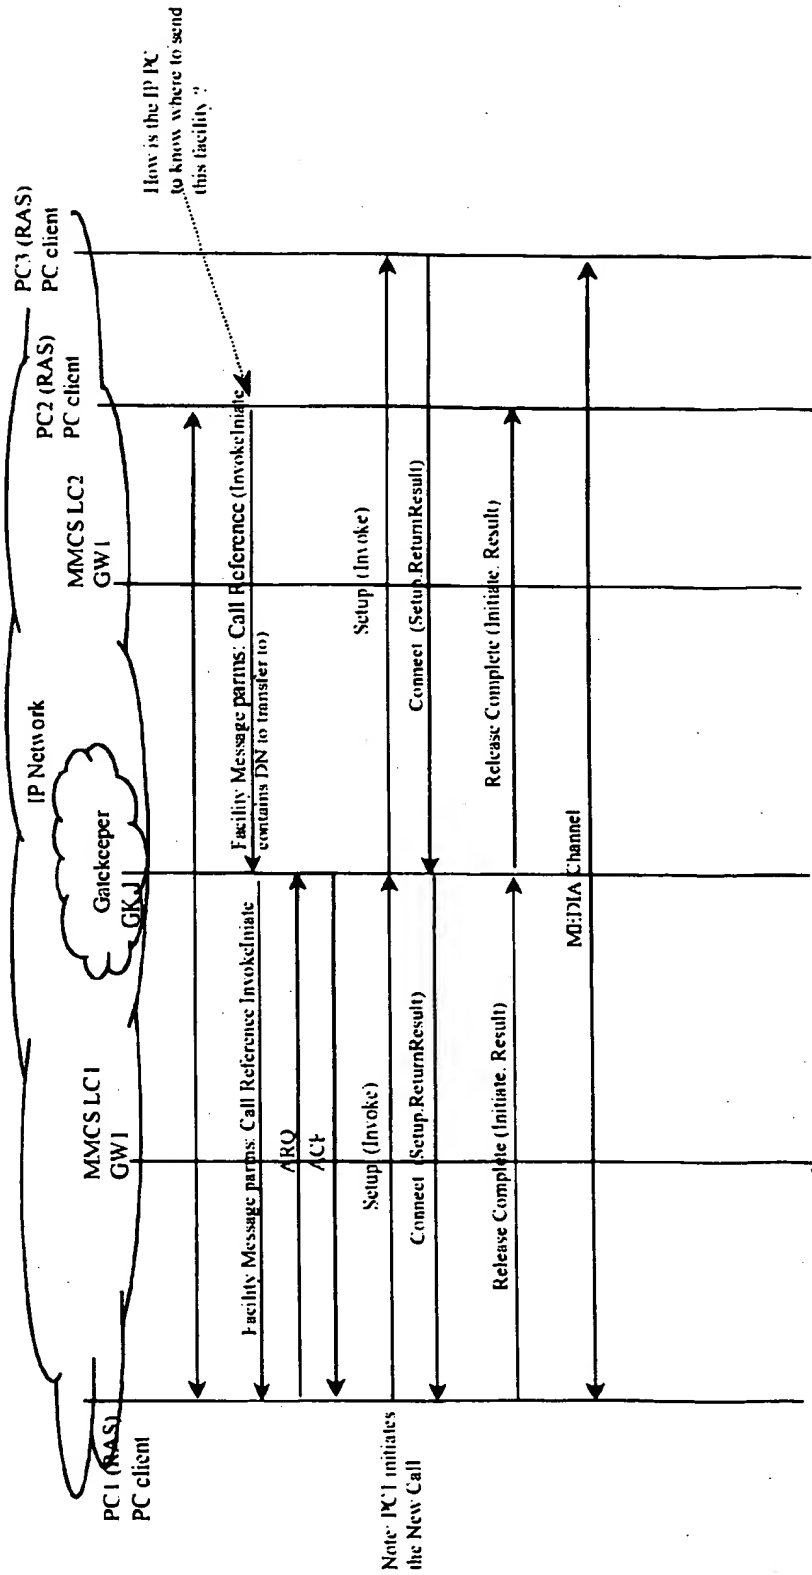 PC1 (RAS)
PC client
MMCS LC1
GW1
IP Network
Gatekeeper
GKJ
MMCS LC2
GW1
PC2 (RAS)
PC client
PC3 (RAS)
PC client
How is the IP PC
to know where to send
this facility ?
Facility Message parms: Call Reference InvokeIniate
Facility Message parms: Call Reference (InvokeIniate
contains DN to transfer to)
ARQ
ACF
Note: PC1 initiates
the New Call
Setup (Invoke)
Setup (Invoke)
Connect (Setup.ReturnResult)
Connect (Setup.ReturnResult)
Release Complete (Initiate. Result)
Release Complete (Initiate. Result)
MEDIA Channel